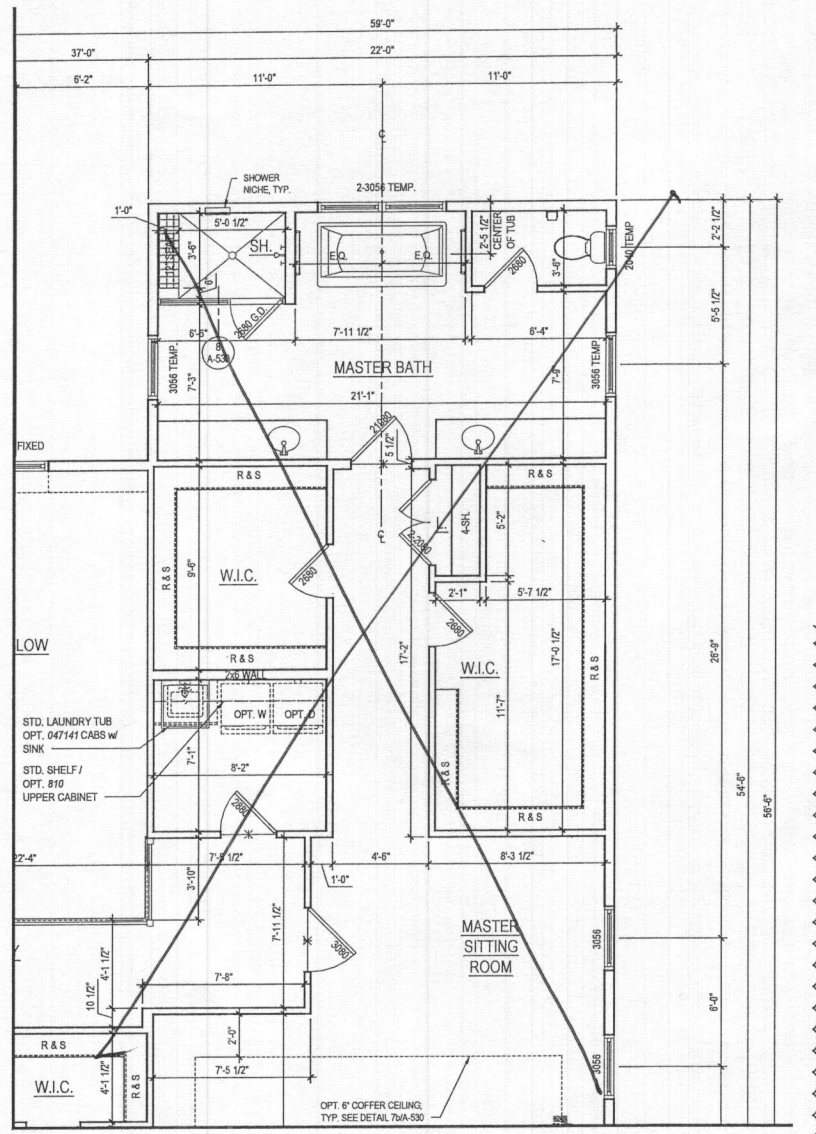 59'-0"
37'-0"
22'-0"
6'-2"
11'-0"
11'-0"
C
L
SHOWER
NICHE, TYP.
2-3056 TEMP.
1'-0"
5'-0 1/2"
SH.
12" SEAT
3'-6"
6"
E.Q.
E.Q.
2'-5 1/2"
CENTER
OF TUB
2680
3'-6"
2040 TEMP
2'-2 1/2"
5'-5 1/2"
2680 G.D.
6'-6"
7'-11 1/2"
6'-4"
8
A-530
3056 TEMP.
7'-3"
MASTER BATH
7'-9"
3056 TEMP.
21'-1"
21080
5 1/2"
FIXED
R & S
R & S
9'-6"
W.I.C.
R & S
2680
R & S
C
L
2-2080
4-SH.
5'-2"
2'-1"
5'-7 1/2"
2680
17'-2"
W.I.C.
17'-0 1/2"
11'-7"
R & S
R & S
R & S
26'-9"
54'-6"
56'-6"
LOW
2x6 WALL
OPT. W
OPT. D
STD. LAUNDRY TUB
OPT. 047141 CABS w/
SINK
STD. SHELF /
OPT. 810
UPPER CABINET
7'-1"
8'-2"
2880
22'-4"
7'-5 1/2"
4'-6"
8'-3 1/2"
1'-0"
3'-10"
7'-11 1/2"
3080
MASTER
SITTING
ROOM
3056
4'-1 1/2"
10 1/2"
7'-8"
6'-0"
2'-0"
R & S
3056
W.I.C.
4'-1 1/2"
R & S
7'-5 1/2"
OPT. 6" COFFER CEILING,
TYP. SEE DETAIL 7b/A-530